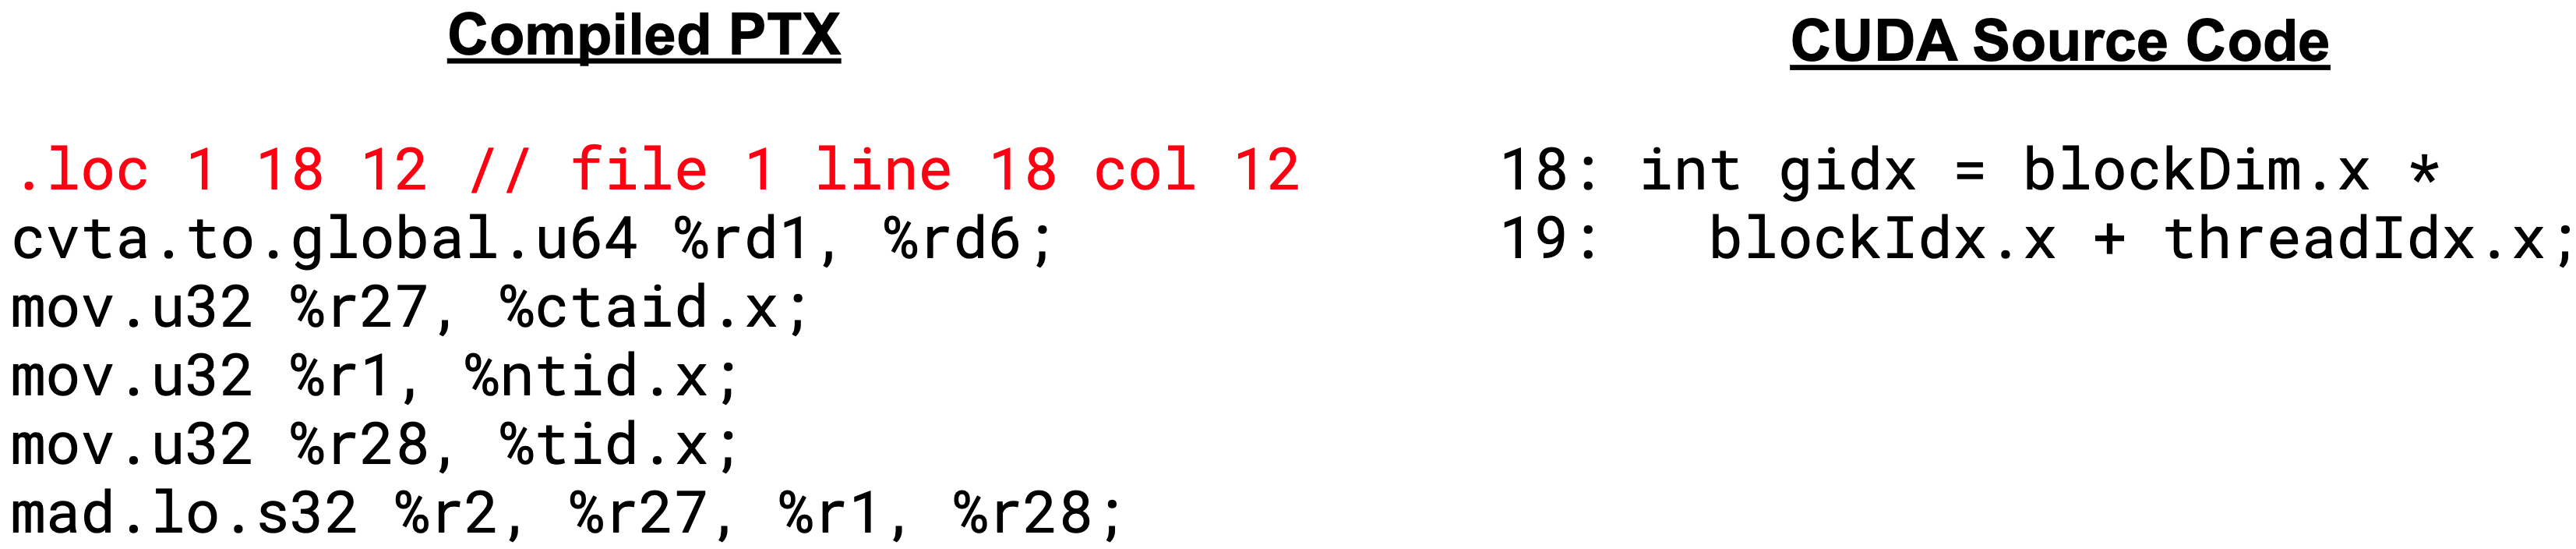 Compiled PTX
.loc 1 18 12 // file 1 line 18 col 12
cvta.to.global.u64 %rd1, %rd6;
mov.u32 %r27, %ctaid.x;
mov.u32 %r1, %ntid.x;
mov.u32 %r28, %tid.x;
mad.lo.s32 %r2, %r27, %r1, %r28;
CUDA Source Code
18: int gidx = blockDim.x *
19:   blockIdx.x + threadIdx.x;